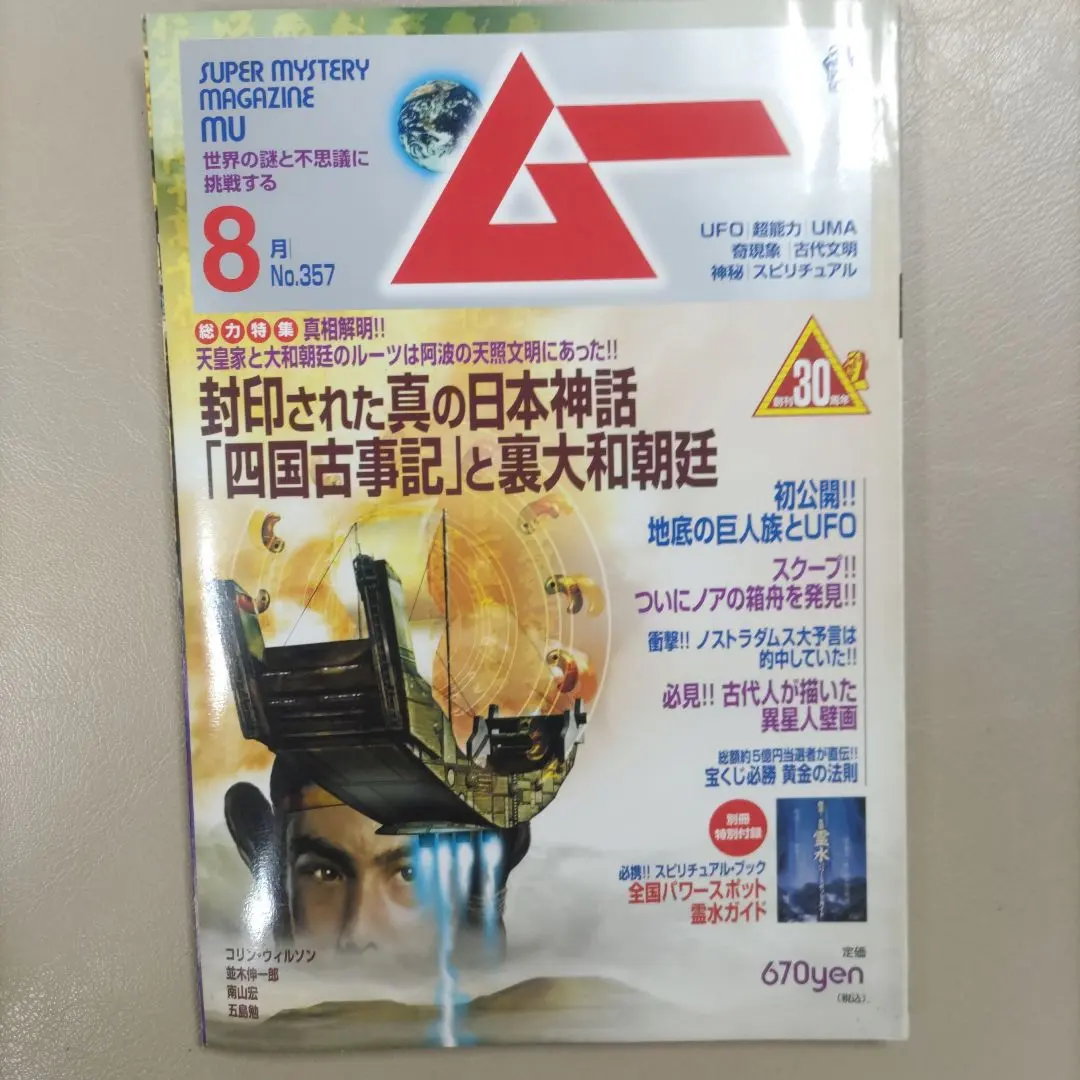 SUPER MYSTERY
MAGAZINE
MU
世界の謎と不思議に
挑戦する
8月
No.357
ムー
UFO|超能力|UMA
奇現象|古代文明
神秘|スピリチュアル
総力特集 真相解明!!
天皇家と大和朝廷のルーツは阿波の天照文明にあった!!
封印された真の日本神話
「四国古事記」と裏大和朝廷
創刊30周年
初公開!!
地底の巨人族とUFO
スクープ!!
ついにノアの箱舟を発見!!
衝撃!! ノストラダムス大予言は
的中していた!!
必見!! 古代人が描いた
異星人壁画
総額約5億円当選者が直伝!!
宝くじ必勝 黄金の法則
別冊
特別付録
必携!! スピリチュアル・ブック
全国パワースポット
霊水ガイド
霊水
コリン・ウィルソン
並木伸一郎
南山宏
五島勉
定価
670yen
(税込)